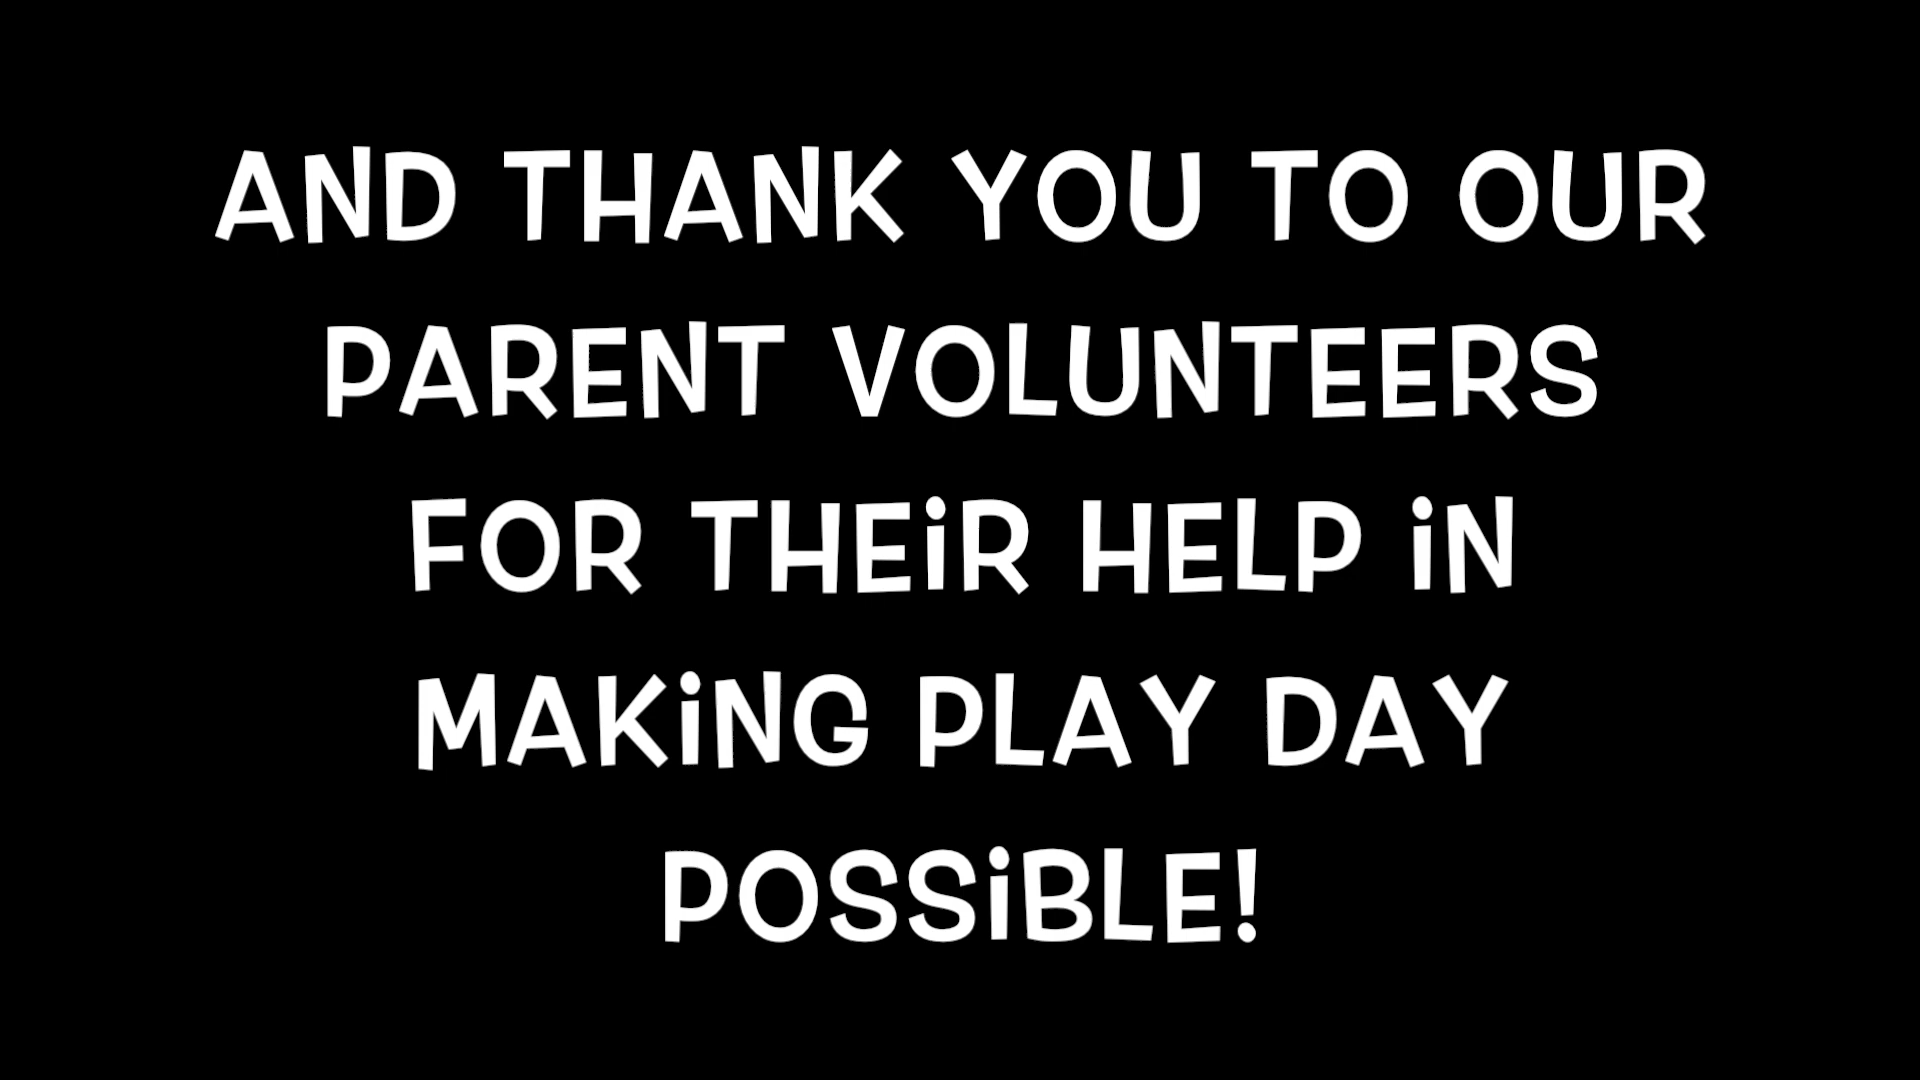 AND THANK YOU TO OUR
PARENT VOLUNTEERS
FOR THEiR HELP iN
MAKiNG PLAY DAY
POSSiBLE!